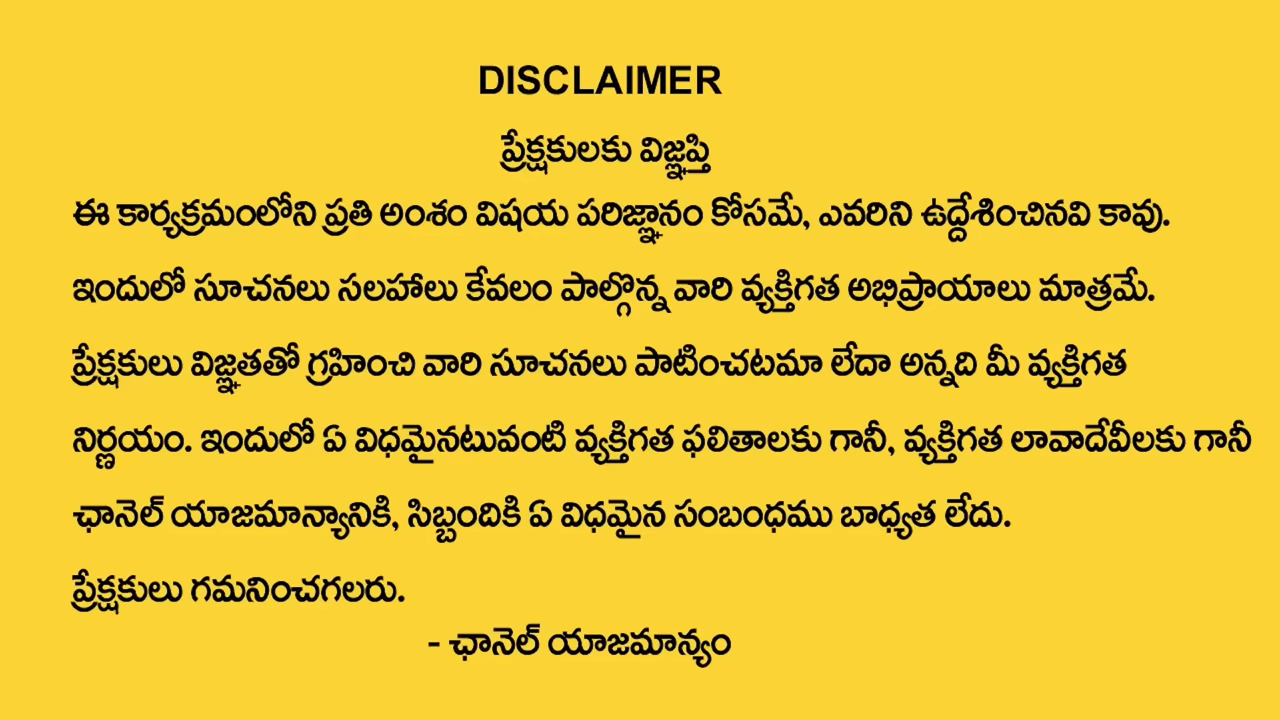 DISCLAIMER
ప్రేక్షకులకు విజ్ఞప్తి
ఈ కార్యక్రమంలోని ప్రతి అంశం విషయ పరిజ్ఞానం కోసమే, ఎవరిని ఉద్దేశించినవి కావు.
ఇందులో సూచనలు సలహాలు కేవలం పాల్గొన్న వారి వ్యక్తిగత అభిప్రాయాలు మాత్రమే.
ప్రేక్షకులు విజ్ఞతతో గ్రహించి వారి సూచనలు పాటించటమా లేదా అన్నది మీ వ్యక్తిగత
నిర్ణయం. ఇందులో ఏ విధమైనటువంటి వ్యక్తిగత ఫలితాలకు గానీ, వ్యక్తిగత లావాదేవీలకు గానీ
ఛానెల్ యాజమాన్యానికి, సిబ్బందికి ఏ విధమైన సంబంధము బాధ్యత లేదు.
ప్రేక్షకులు గమనించగలరు.
- ఛానెల్ యాజమాన్యం